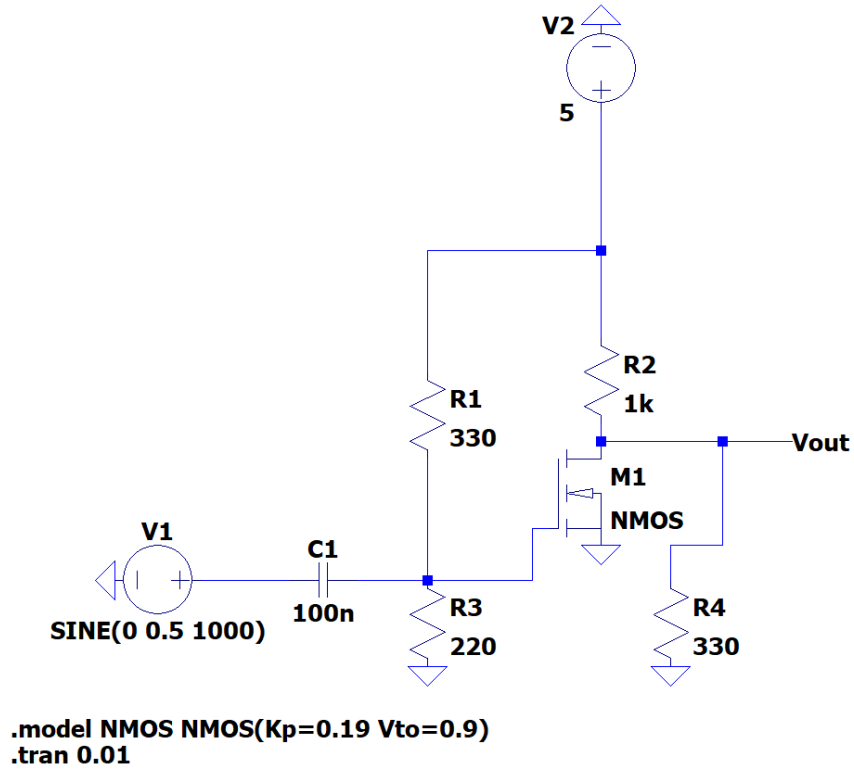 V2
5
R2
1k
R1
330
Vout
M1
NMOS
V1
SINE(0 0.5 1000)
C1
100n
R3
220
R4
330
.model NMOS NMOS(Kp=0.19 Vto=0.9)
.tran 0.01